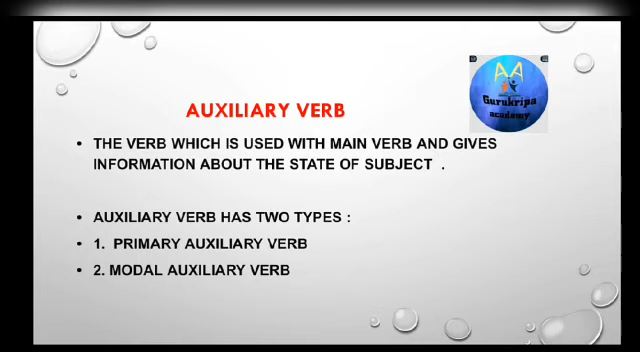 AUXILIARY VERB
• THE VERB WHICH IS USED WITH MAIN VERB AND GIVES
INFORMATION ABOUT THE STATE OF SUBJECT .
• AUXILIARY VERB HAS TWO TYPES :
• 1. PRIMARY AUXILIARY VERB
• 2. MODAL AUXILIARY VERB
AA
Gurukripa
academy